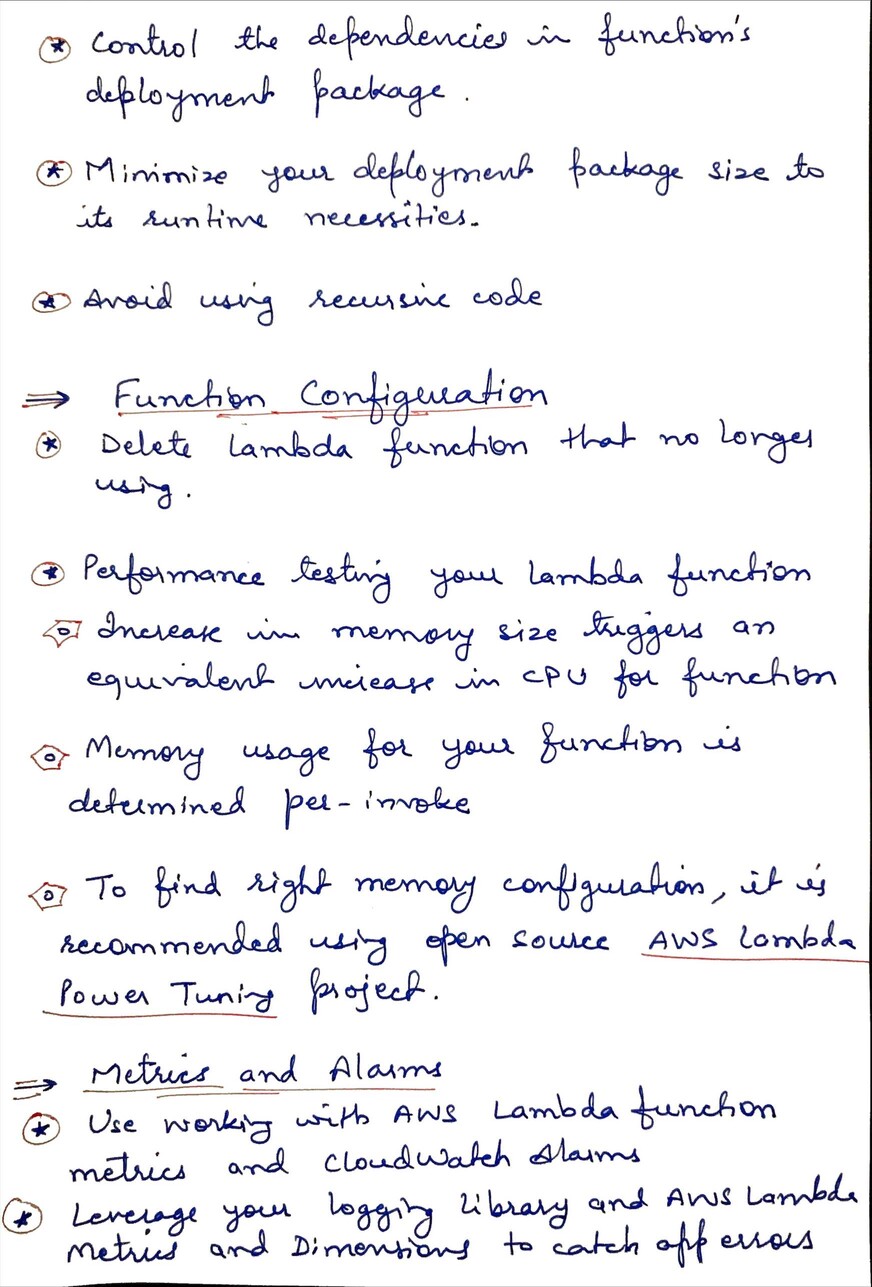 Control the dependencies in function's
deployment package.
Minimize your deployment package size to
its runtime necessities.
Avoid using recursive code
⇒ Function Configuration
Delete Lambda function that no longer
using.
Performance testing your Lambda function
Increase in memory size triggers an
equivalent increase in CPU for function
Memory usage for your function is
determined per-invoke
To find right memory configuration, it is
recommended using open source AWS Lambda
Power Tuning project.
⇒ Metrics and Alarms
Use working with AWS Lambda function
metrics and CloudWatch Alarms
Leverage your logging library and AWS Lambda
Metrics and Dimensions to catch app errors